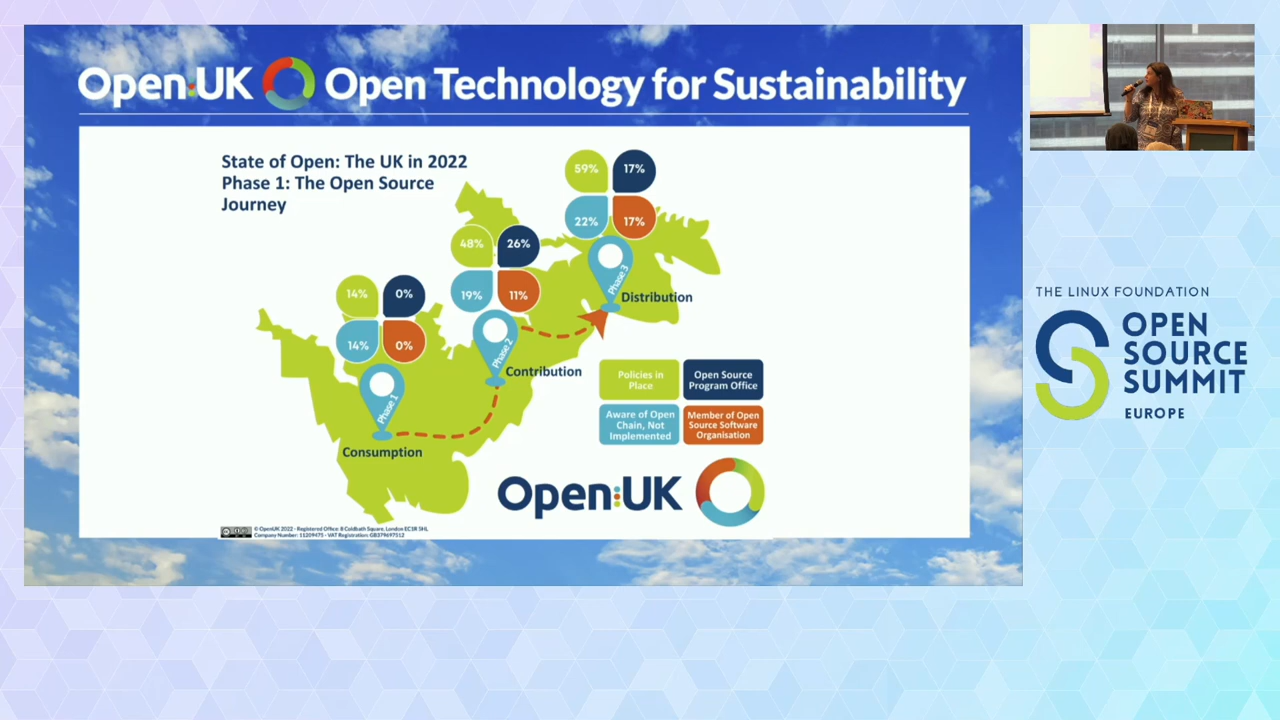 Open:UK Open Technology for Sustainability
State of Open: The UK in 2022
Phase 1: The Open Source
Journey
59%
17%
22%
17%
48%
26%
19%
11%
14%
0%
14%
0%
Phase 3
Distribution
Phase 2
Contribution
Phase 1
Consumption
Policies in
Place
Open Source
Program Office
Aware of Open
Chain, Not
Implemented
Member of Open
Source Software
Organisation
Open:UK
© OpenUK 2022 - Registered Office: 8 Coldbath Square, London EC1R 5HL
Company Number: 11209475 - VAT Registration: GB379697512
THE LINUX FOUNDATION
OPEN
SOURCE
SUMMIT
EUROPE